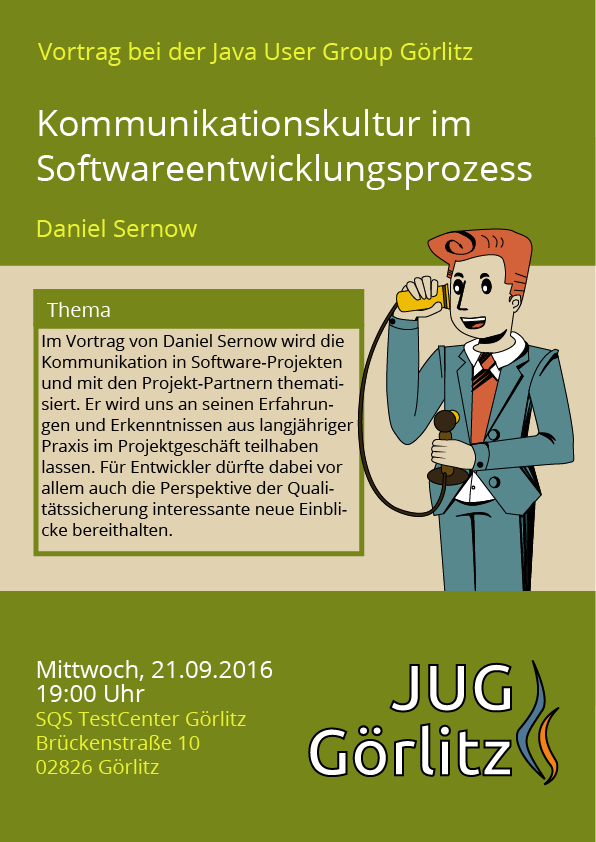 Vortrag bei der Java User Group Görlitz
Kommunikationskultur im
Softwareentwicklungsprozess
Daniel Sernow
Thema
Im Vortrag von Daniel Sernow wird die
Kommunikation in Software-Projekten
und mit den Projekt-Partnern themati-
siert. Er wird uns an seinen Erfahrun-
gen und Erkenntnissen aus langjähriger
Praxis im Projektgeschäft teilhaben
lassen. Für Entwickler dürfte dabei vor
allem auch die Perspektive der Quali-
tätssicherung interessante neue Einbli-
cke bereithalten.
Mittwoch, 21.09.2016
19:00 Uhr
SQS TestCenter Görlitz
Brückenstraße 10
02826 Görlitz
JUG
Görlitz